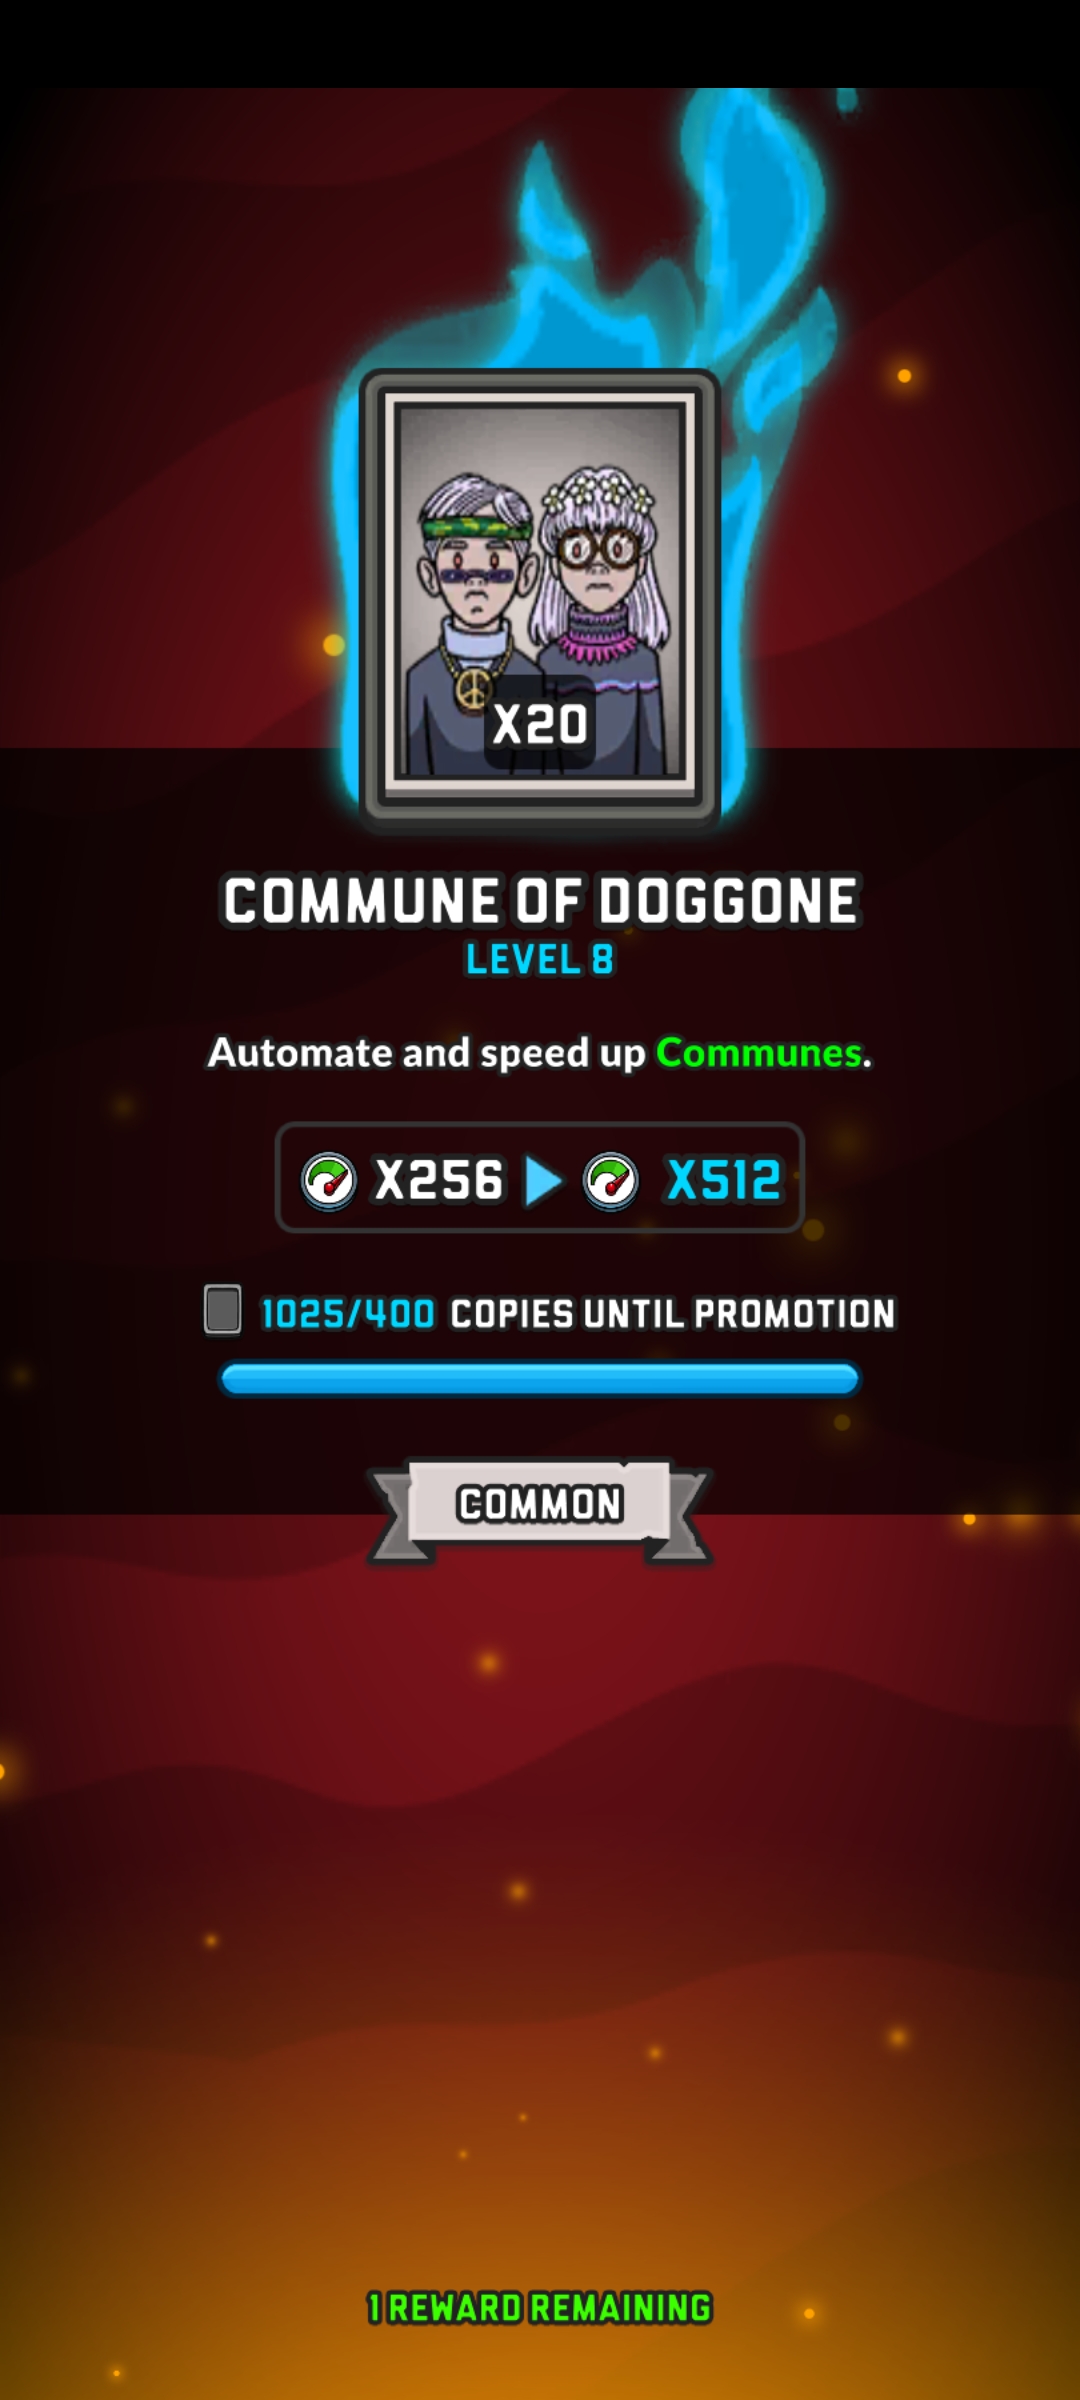 X20
COMMUNE OF DOGGONE
LEVEL 8
Automate and speed up Communes.
X256 X512
1025/400 COPIES UNTIL PROMOTION
COMMON
1 REWARD REMAINING